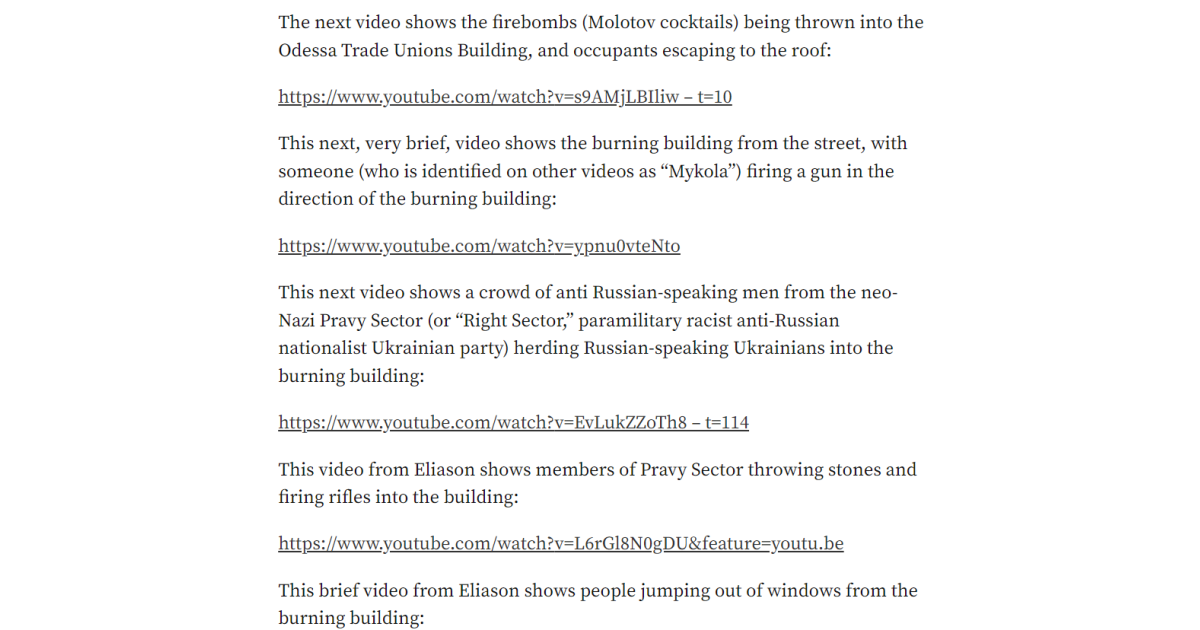 The next video shows the firebombs (Molotov cocktails) being thrown into the
Odessa Trade Unions Building, and occupants escaping to the roof:
https://www.youtube.com/watch?v=s9AMjLBIliw – t=10
This next, very brief, video shows the burning building from the street, with
someone (who is identified on other videos as “Mykola”) firing a gun in the
direction of the burning building:
https://www.youtube.com/watch?v=ypnu0vteNto
This next video shows a crowd of anti Russian-speaking men from the neo-
Nazi Pravy Sector (or “Right Sector,” paramilitary racist anti-Russian
nationalist Ukrainian party) herding Russian-speaking Ukrainians into the
burning building:
https://www.youtube.com/watch?v=EvLukZZoTh8 – t=114
This video from Eliason shows members of Pravy Sector throwing stones and
firing rifles into the building:
https://www.youtube.com/watch?v=L6rGl8N0gDU&feature=youtu.be
This brief video from Eliason shows people jumping out of windows from the
burning building: